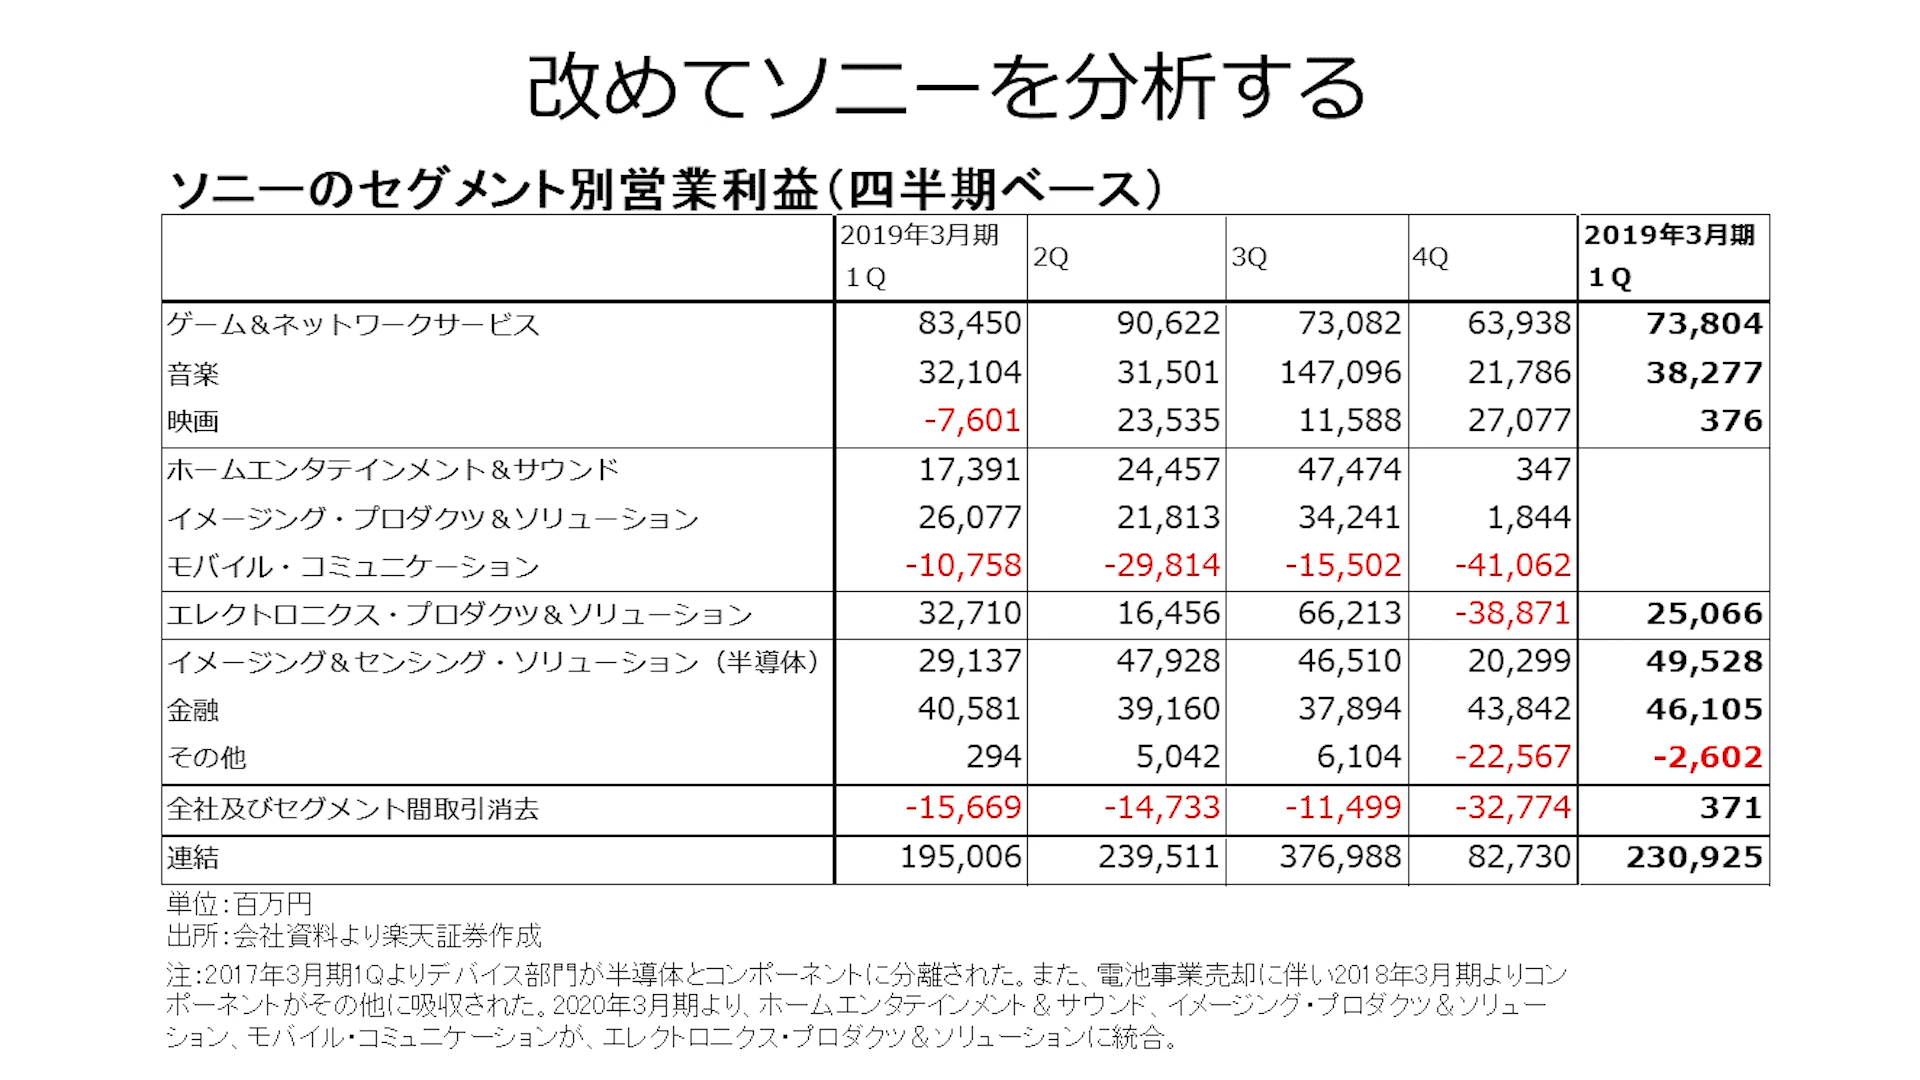 改めてソニーを分析する
ソニーのセグメント別営業利益（四半期ベース）
2019年3月期 1Q 2Q 3Q 4Q 2019年3月期 1Q
ゲーム＆ネットワークサービス 83,450 90,622 73,082 63,938 73,804
音楽 32,104 31,501 147,096 21,786 38,277
映画 -7,601 23,535 11,588 27,077 376
ホームエンタテインメント＆サウンド 17,391 24,457 47,474 347
イメージング・プロダクツ＆ソリューション 26,077 21,813 34,241 1,844
モバイル・コミュニケーション -10,758 -29,814 -15,502 -41,062
エレクトロニクス・プロダクツ＆ソリューション 32,710 16,456 66,213 -38,871 25,066
イメージング＆センシング・ソリューション（半導体） 29,137 47,928 46,510 20,299 49,528
金融 40,581 39,160 37,894 43,842 46,105
その他 294 5,042 6,104 -22,567 -2,602
全社及びセグメント間取引消去 -15,669 -14,733 -11,499 -32,774 371
連結 195,006 239,511 376,988 82,730 230,925
単位：百万円
出所：会社資料より楽天証券作成
注：2017年3月期1Qよりデバイス部門が半導体とコンポーネントに分離された。また、電池事業売却に伴い2018年3月期よりコン
ポーネントがその他に吸収された。2020年3月期より、ホームエンタテインメント＆サウンド、イメージング・プロダクツ＆ソリュー
ション、モバイル・コミュニケーションが、エレクトロニクス・プロダクツ＆ソリューションに統合。